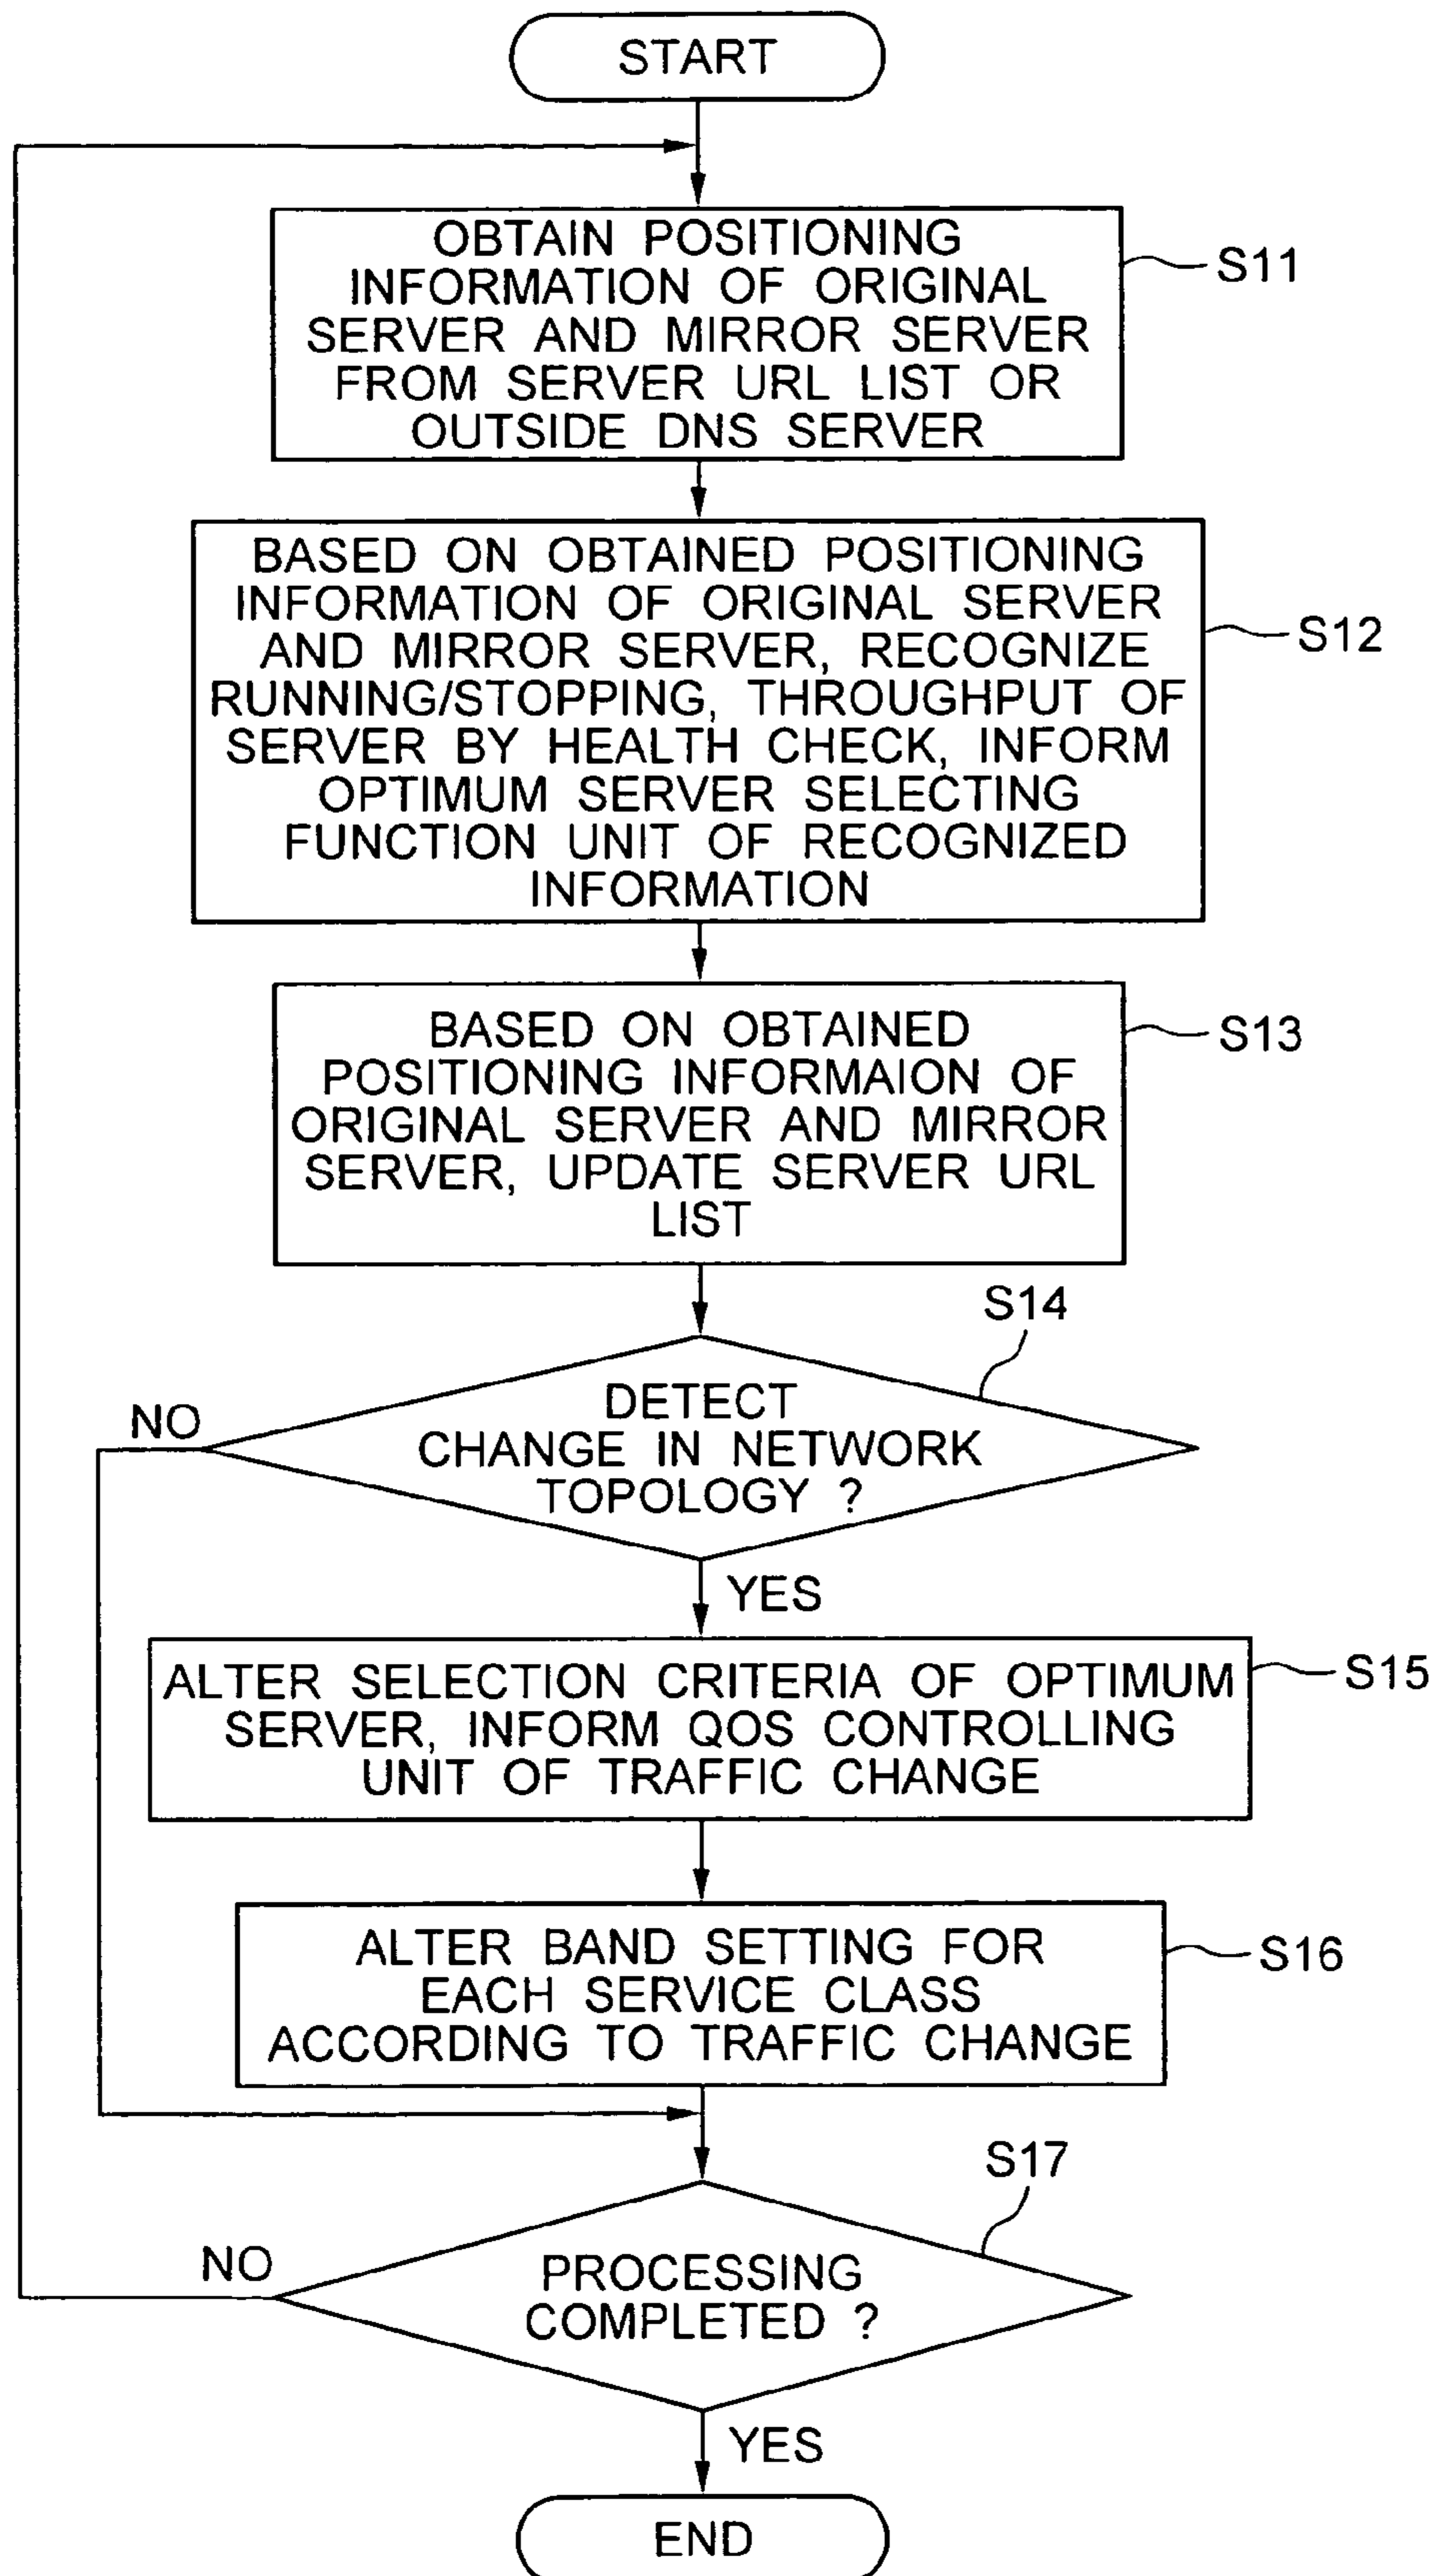 START
OBTAIN POSITIONING
INFORMATION OF ORIGINAL
SERVER AND MIRROR SERVER
FROM SERVER URL LIST OR
OUTSIDE DNS SERVER
S11
BASED ON OBTAINED POSITIONING
INFORMATION OF ORIGINAL SERVER
AND MIRROR SERVER, RECOGNIZE
RUNNING/STOPPING, THROUGHPUT OF
SERVER BY HEALTH CHECK, INFORM
OPTIMUM SERVER SELECTING
FUNCTION UNIT OF RECOGNIZED
INFORMATION
S12
BASED ON OBTAINED
POSITIONING INFORMAION OF
ORIGINAL SERVER AND MIRROR
SERVER, UPDATE SERVER URL
LIST
S13
S14
DETECT
CHANGE IN NETWORK
TOPOLOGY ?
NO
YES
ALTER SELECTION CRITERIA OF OPTIMUM
SERVER, INFORM QOS CONTROLLING
UNIT OF TRAFFIC CHANGE
S15
ALTER BAND SETTING FOR
EACH SERVICE CLASS
ACCORDING TO TRAFFIC CHANGE
S16
S17
PROCESSING
COMPLETED ?
NO
YES
END